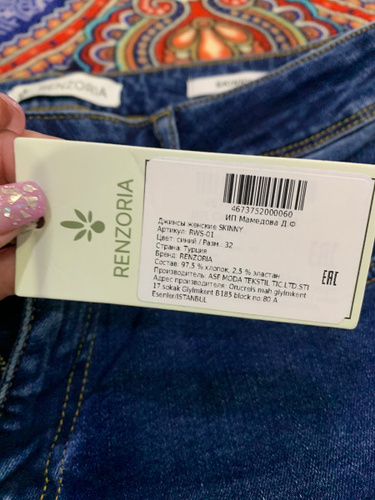 RENZORIA
RENZORIA
4673752000060
ИП Мамедова Д.Ф.
Джинсы женские SKINNY
Артикул: RWS-01
Цвет: синий / Разм.: 32
Страна: Турция
Бренд: RENZORIA
Состав: 97,5 % хлопок, 2,5 % эластан
Производитель: ASF MODA TEKSTIL TIC.LTD.STI
Адрес производителя: Orucreis mah.giyimkent
17.sokak Giyimkent B185 block no:80 A
Esenler/ISTANBUL
EAC